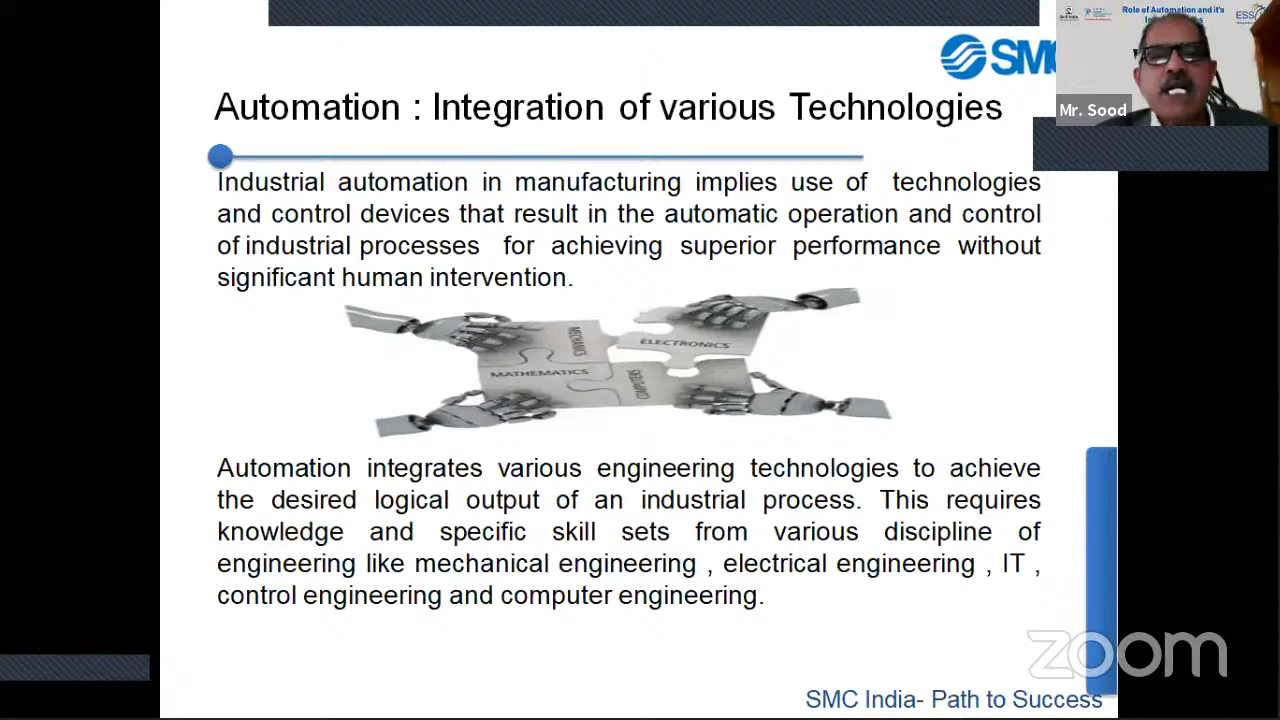 Role of Automation and it's
ESS
SMC
Mr. Sood
Automation : Integration of various Technologies
Industrial automation in manufacturing implies use of technologies
and control devices that result in the automatic operation and control
of industrial processes for achieving superior performance without
significant human intervention.
MECHANICS
ELECTRONICS
MATHEMATICS
COMPUTERS
Automation integrates various engineering technologies to achieve
the desired logical output of an industrial process. This requires
knowledge and specific skill sets from various discipline of
engineering like mechanical engineering , electrical engineering , IT ,
control engineering and computer engineering.
zoom
SMC India- Path to Success